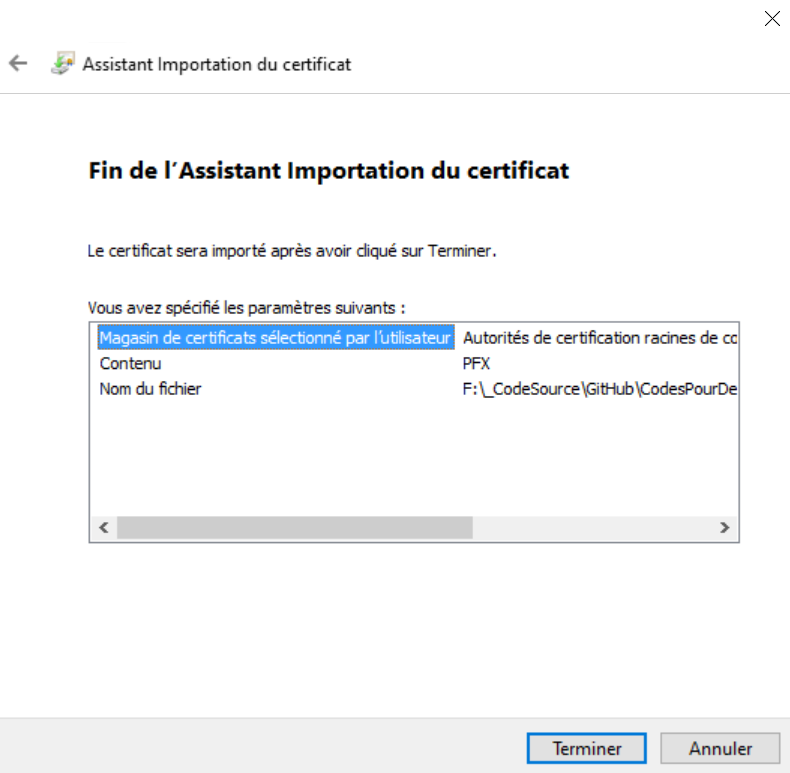 Assistant Importation du certificat
Fin de l’Assistant Importation du certificat
Le certificat sera importé après avoir cliqué sur Terminer.
Vous avez spécifié les paramètres suivants :
Magasin de certificats sélectionné par l’utilisateur Autorités de certification racines de co
Contenu PFX
Nom du fichier F:\_CodeSource\GitHub\CodesPourDe
Terminer Annuler